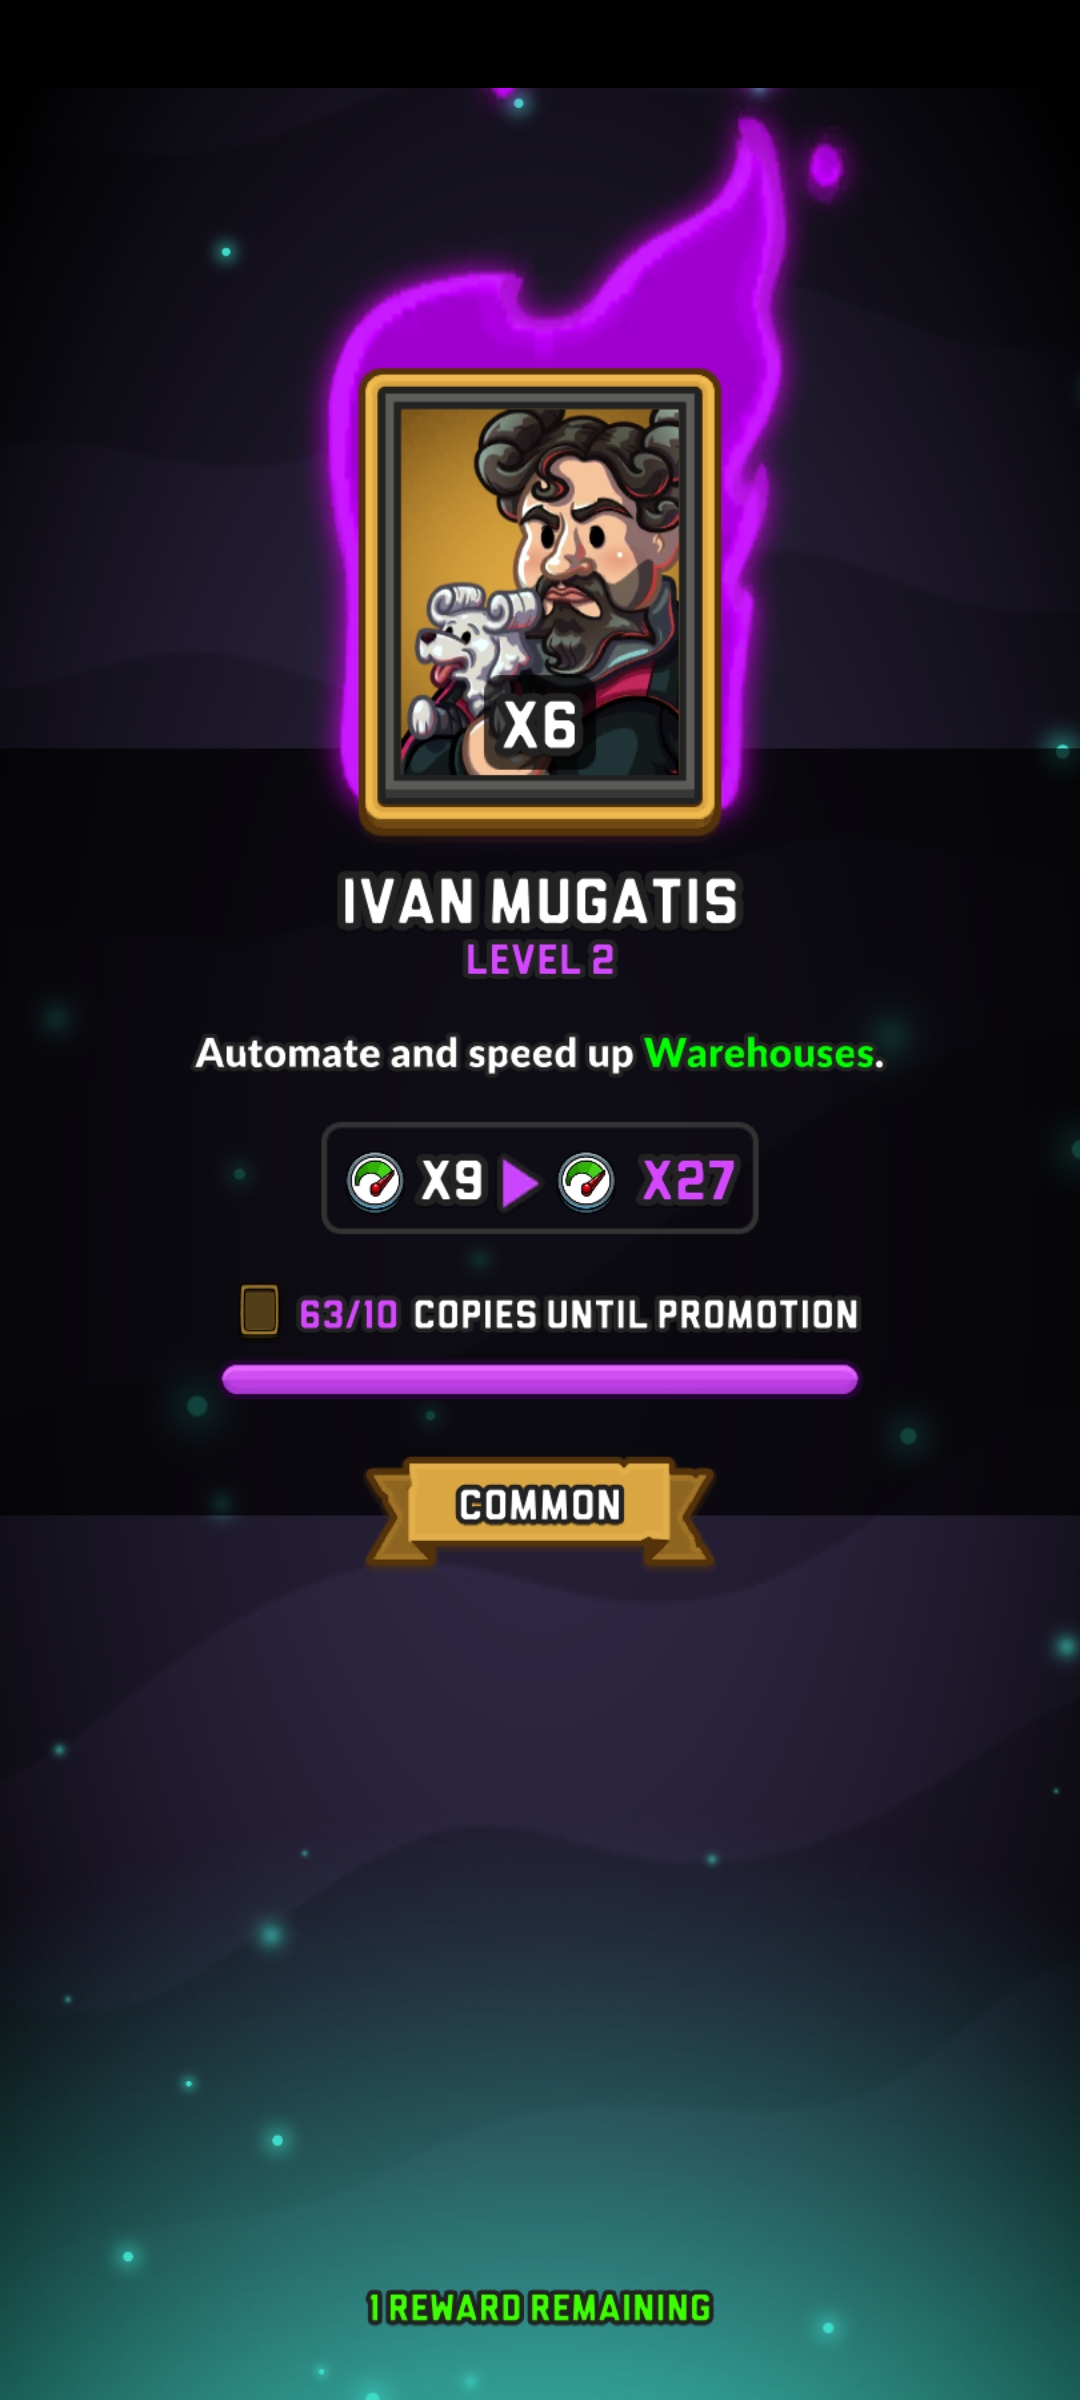 X6
IVAN MUGATIS
LEVEL 2
Automate and speed up Warehouses.
X9 X27
63/10 COPIES UNTIL PROMOTION
COMMON
1 REWARD REMAINING